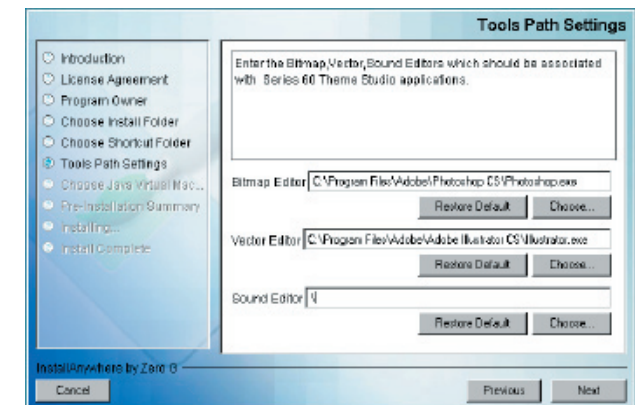 Tools Path Settings
Introduction
License Agreement
Program Owner
Choose Install Folder
Choose Shortcut Folder
Tools Path Settings
Choose Java Virtual Mac...
Pre-Installation Summary
Installing...
Install Complete
Enter the Bitmap,Vector,Sound Editors which should be associated
with Series 60 Theme Studio applications.
Bitmap Editor C:\Program Files\Adobe\Photoshop CS\Photoshop.exe
Restore Default Choose...
Vector Editor C:\Program Files\Adobe\Adobe Illustrator CS\Illustrator.exe
Restore Default Choose...
Sound Editor \
Restore Default Choose...
InstallAnywhere by Zero G
Cancel Previous Next